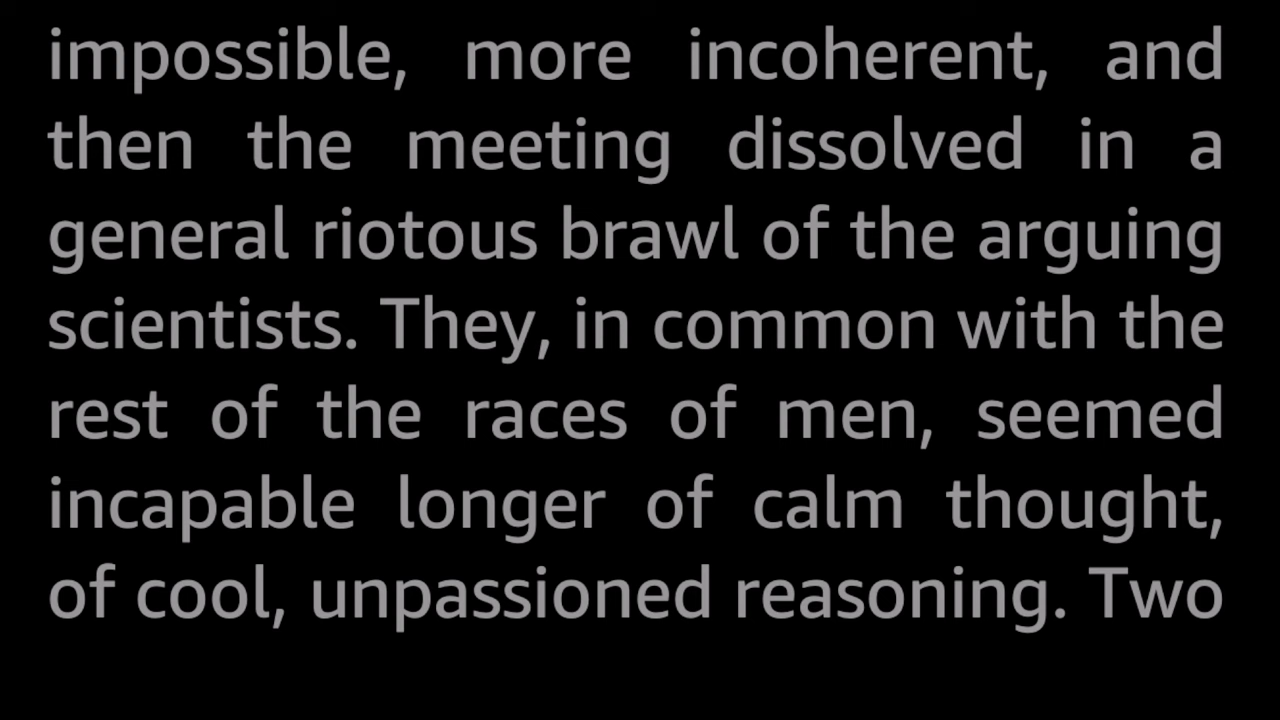 impossible, more incoherent, and
then the meeting dissolved in a
general riotous brawl of the arguing
scientists. They, in common with the
rest of the races of men, seemed
incapable longer of calm thought,
of cool, unpassioned reasoning. Two